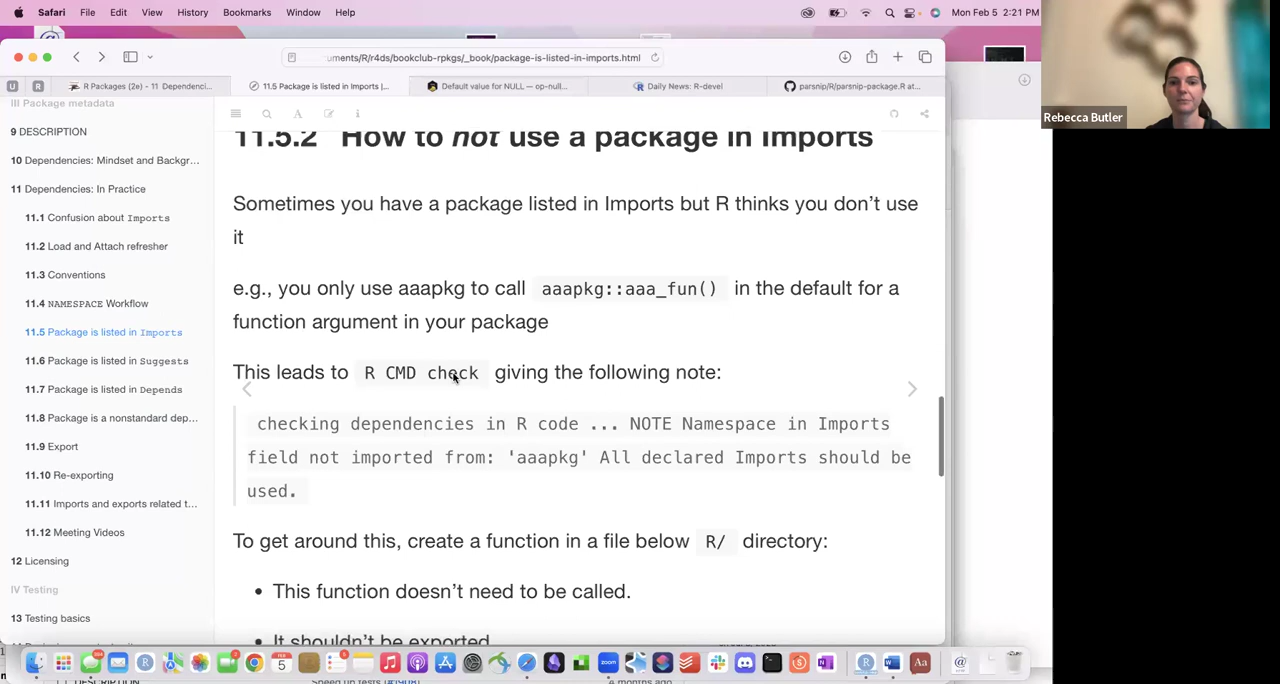 Safari File Edit View History Bookmarks Window Help Mon Feb 5 2:21 PM
uments/R/r4ds/bookclub-rpkgs/_book/package-is-listed-in-imports.html
R Packages (2e) - 11 Dependenci... 11.5 Package is listed in Imports |... Default value for NULL — op-null... Daily News: R-devel parsnip/R/parsnip-package.R at...
Rebecca Butler
III Package metadata
9 DESCRIPTION
10 Dependencies: Mindset and Backgr...
11 Dependencies: In Practice
11.1 Confusion about Imports
11.2 Load and Attach refresher
11.3 Conventions
11.4 NAMESPACE Workflow
11.5 Package is listed in Imports
11.6 Package is listed in Suggests
11.7 Package is listed in Depends
11.8 Package is a nonstandard dep...
11.9 Export
11.10 Re-exporting
11.11 Imports and exports related t...
11.12 Meeting Videos
12 Licensing
IV Testing
13 Testing basics
11.5.2 How to not use a package in Imports
Sometimes you have a package listed in Imports but R thinks you don't use
it
e.g., you only use aaapkg to call aaapkg::aaa_fun() in the default for a
function argument in your package
This leads to R CMD check giving the following note:
checking dependencies in R code ... NOTE Namespace in Imports
field not imported from: 'aaapkg' All declared Imports should be
used.
To get around this, create a function in a file below R/ directory:
• This function doesn't need to be called.
• It shouldn't be exported